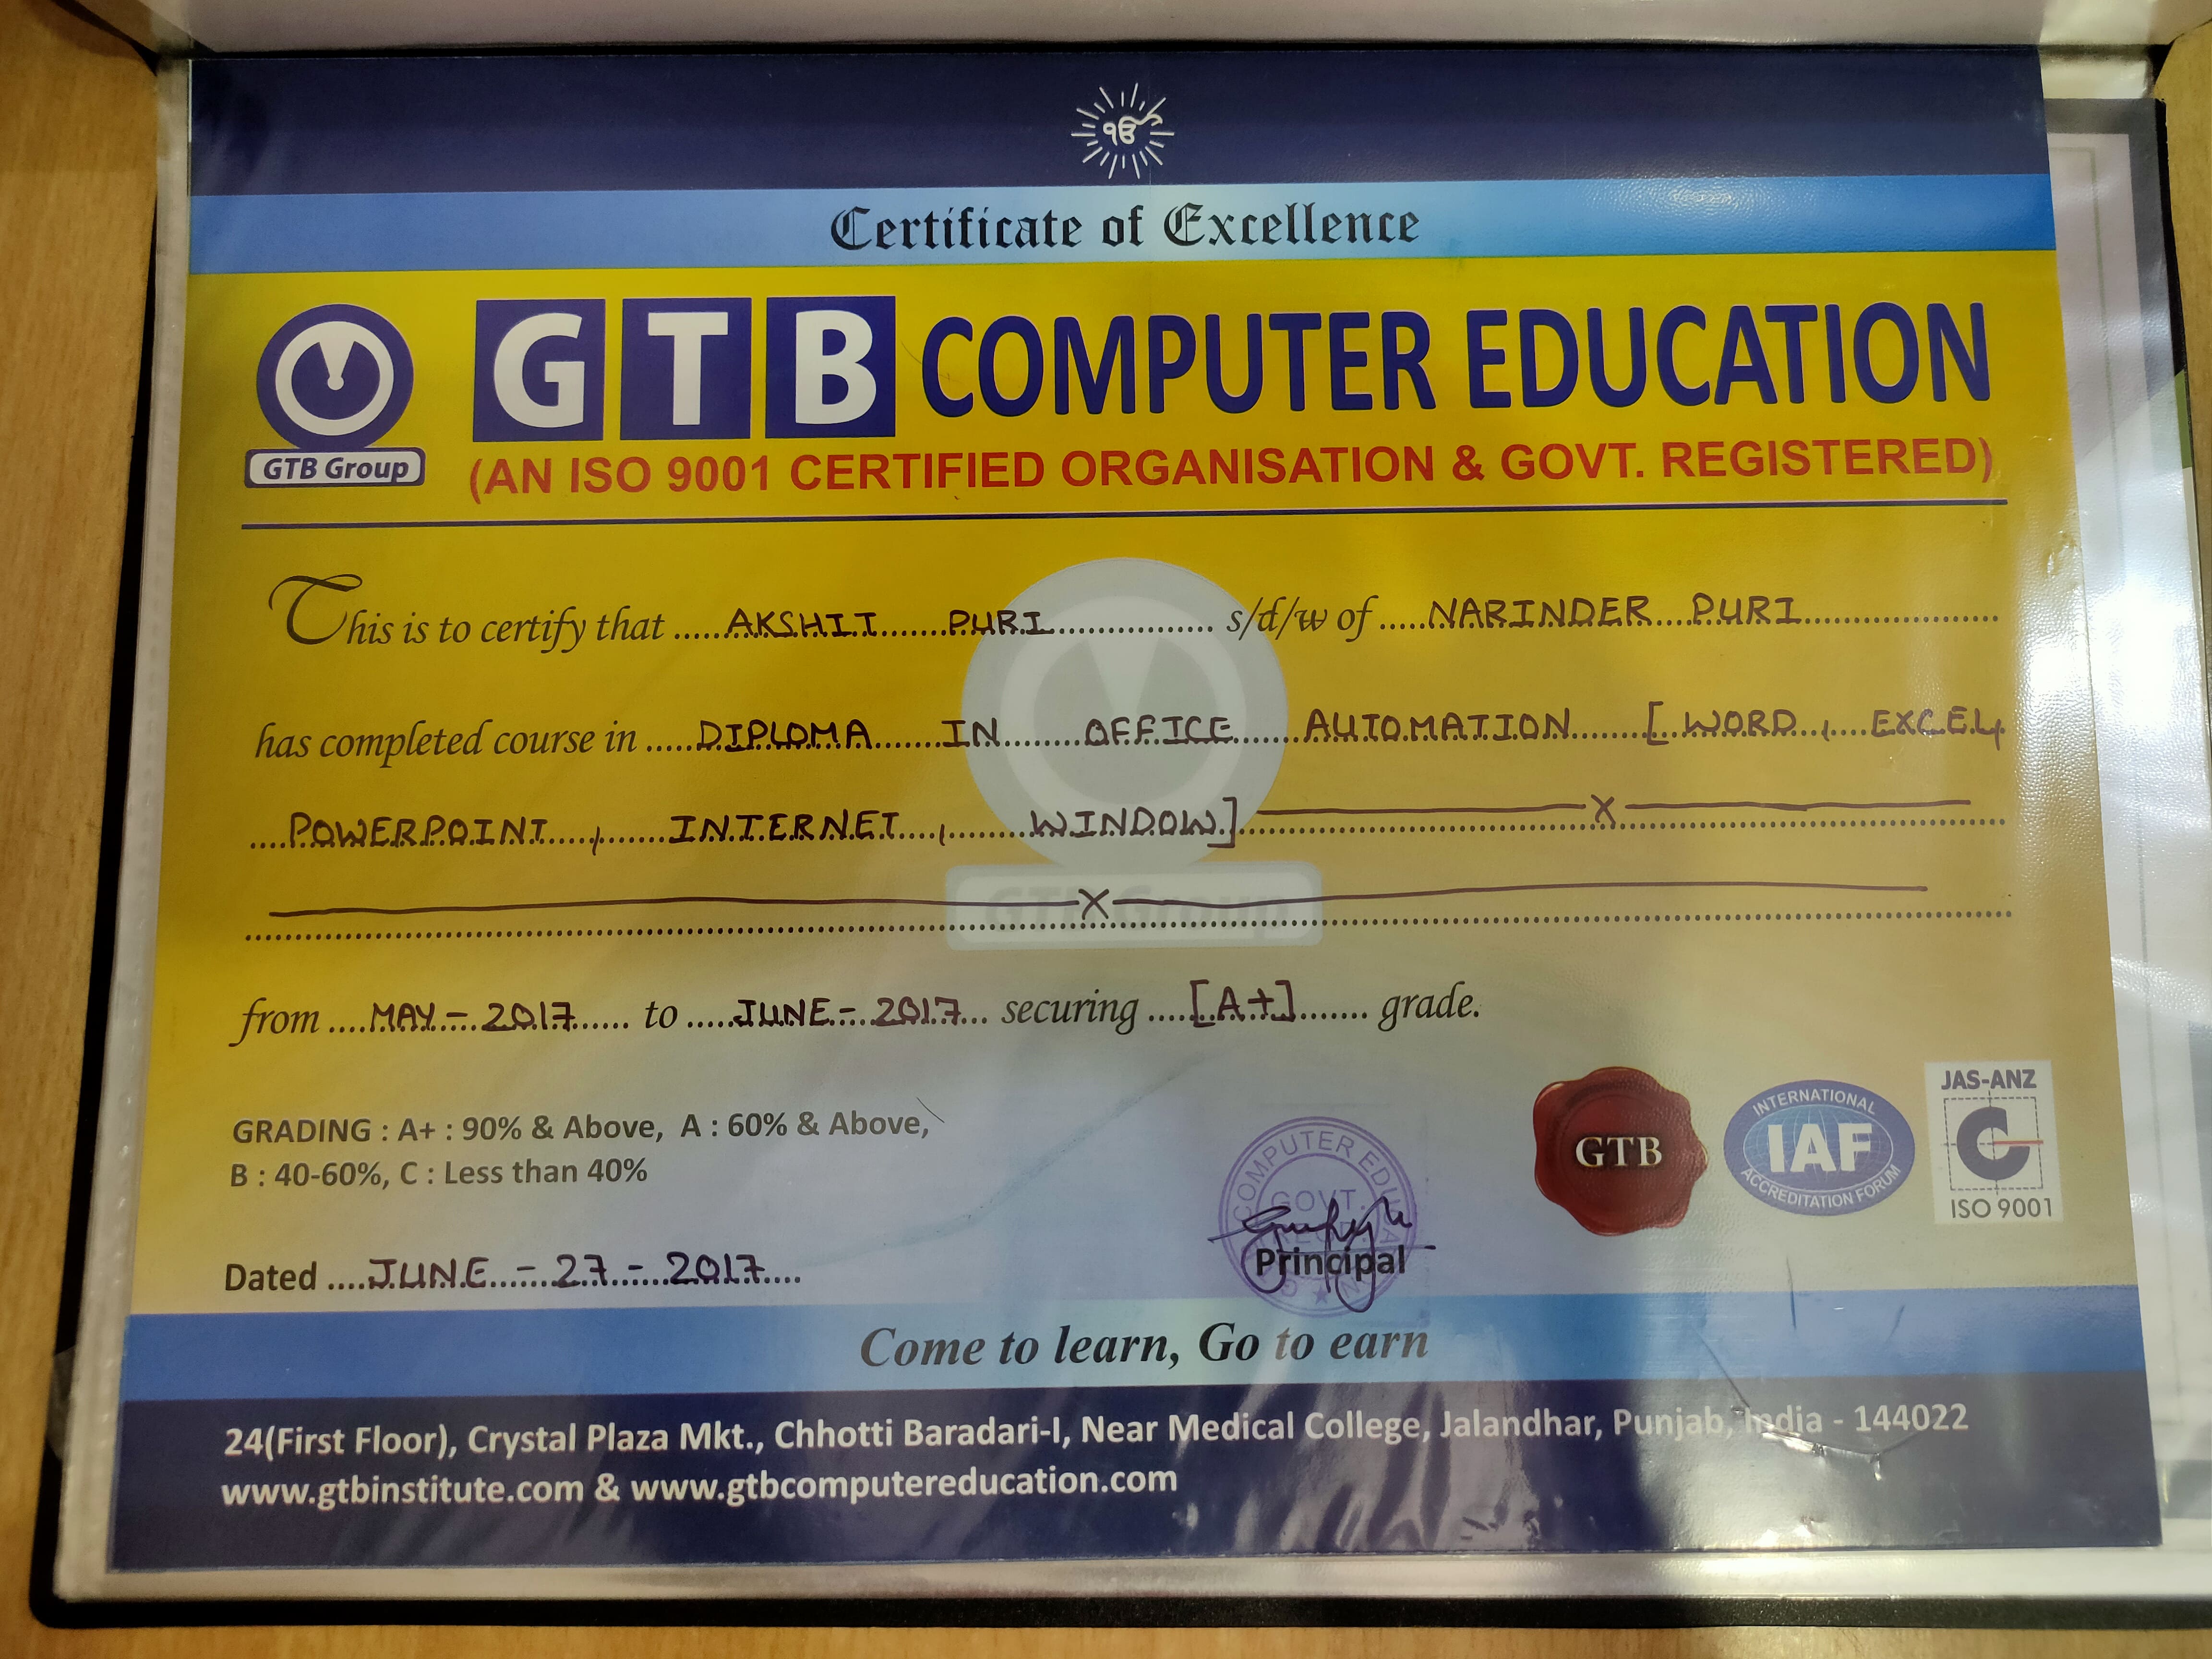 ੴ
Certificate of Excellence
GTB COMPUTER EDUCATION
GTB Group
(AN ISO 9001 CERTIFIED ORGANISATION & GOVT. REGISTERED)
This is to certify that .....AKSHIT.......PURI................ s/d/w of .....NARINDER...PURI....................
has completed course in .....DIPLOMA.......IN........OFFICE......AUTOMATION.......[..WORD..,....EXCEL,
....POWERPOINT.....,.......INTERNET....,........WINDOW.]..........X..........
..........X..........
from ....MAY-..2017...... to .....JUNE-..2017... securing ....[A+]....... grade.
GRADING : A+ : 90% & Above, A : 60% & Above,
B : 40-60%, C : Less than 40%
COMPUTER EDU
GOVT.
GTB
INTERNATIONAL
IAF
ACCREDITATION FORUM
JAS-ANZ
ISO 9001
Principal
Dated ....JUNE..-..27.-..2017....
Come to learn, Go to earn
24(First Floor), Crystal Plaza Mkt., Chhotti Baradari-I, Near Medical College, Jalandhar, Punjab, India - 144022
www.gtbinstitute.com & www.gtbcomputereducation.com